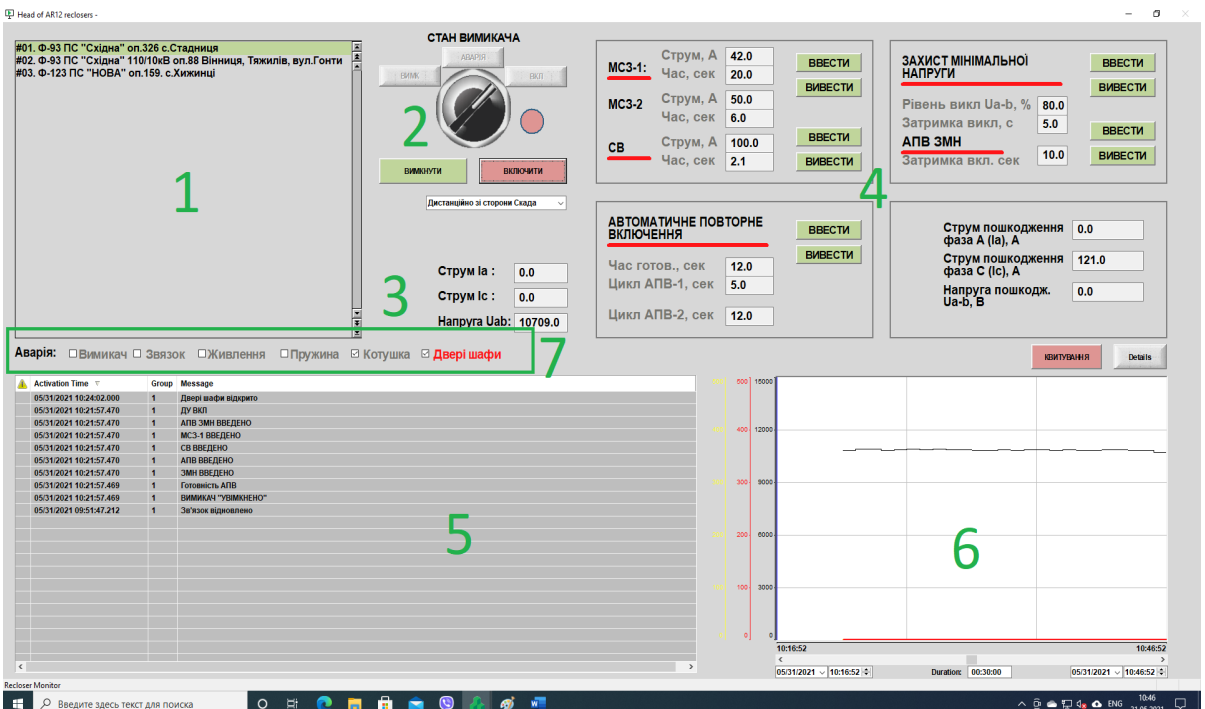 Head of AR12 reclosers -
#01. Ф-93 ПС "Східна" оп.326 с.Стадниця
#02. Ф-93 ПС "Східна" 110/10кВ оп.88 Вінниця, Тяжилів, вул.Гонти
#03. Ф-123 ПС "НОВА" оп.159. с.Хижинці
1
СТАН ВИМИКАЧА
АВАРІЯ
ВИМК
ВКЛ
2
ВИМКНУТИ
ВКЛЮЧИТИ
Дистанційно зі сторони Скада
3
Струм Ia : 0.0
Струм Ic : 0.0
Напруга Uab: 10709.0
МСЗ-1: Струм, А 42.0 ВВЕСТИ
Час, сек 20.0 ВИВЕСТИ
МСЗ-2 Струм, А 50.0
Час, сек 6.0
СВ Струм, А 100.0 ВВЕСТИ
Час, сек 2.1 ВИВЕСТИ
ЗАХИСТ МІНІМАЛЬНОЇ НАПРУГИ
ВВЕСТИ
ВИВЕСТИ
Рівень викл Ua-b, % 80.0
Затримка викл, с 5.0
АПВ ЗМН
ВВЕСТИ
Затримка вкл. сек 10.0 ВИВЕСТИ
4
АВТОМАТИЧНЕ ПОВТОРНЕ ВКЛЮЧЕННЯ
ВВЕСТИ
ВИВЕСТИ
Час готов., сек 12.0
Цикл АПВ-1, сек 5.0
Цикл АПВ-2, сек 12.0
Струм пошкодження фаза А (Ia), А 0.0
Струм пошкодження фаза С (Ic), А 121.0
Напруга пошкодж. Ua-b, В 0.0
Аварія: Вимикач Звязок Живлення Пружина Котушка Двері шафи
7
КВИТУВАННЯ
Details
Activation Time Group Message
05/31/2021 10:24:02.000 1 Двері шафи відкрито
05/31/2021 10:21:57.470 1 ДУ ВКЛ
05/31/2021 10:21:57.470 1 АПВ ЗМН ВВЕДЕНО
05/31/2021 10:21:57.470 1 МСЗ-1 ВВЕДЕНО
05/31/2021 10:21:57.470 1 СВ ВВЕДЕНО
05/31/2021 10:21:57.470 1 АПВ ВВЕДЕНО
05/31/2021 10:21:57.470 1 ЗМН ВВЕДЕНО
05/31/2021 10:21:57.469 1 Готовність АПВ
05/31/2021 10:21:57.469 1 ВИМИКАЧ "УВІМКНЕНО"
05/31/2021 09:51:47.212 1 Зв'язок відновлено
5
500 500 15000
400 400 12000
300 300 9000
200 200 6000
100 100 3000
0 0 0
6
10:16:52 10:46:52
05/31/2021 10:16:52 Duration: 00:30:00 05/31/2021 10:46:52
Recloser Monitor
Введите здесь текст для поиска
ENG
10:46